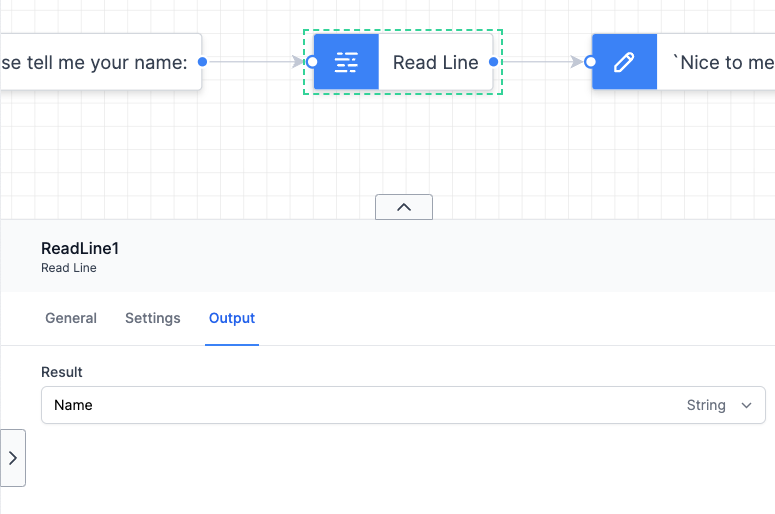 se tell me your name:
Read Line
`Nice to me
ReadLine1
Read Line
General
Settings
Output
Result
Name
String